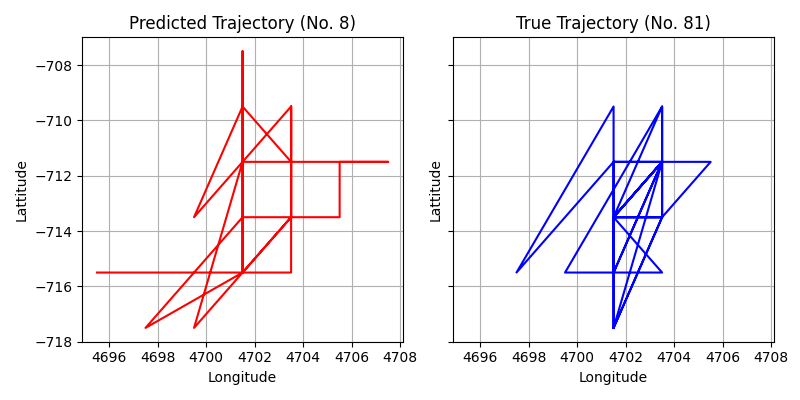 Predicted Trajectory (No. 8)
True Trajectory (No. 81)
−708
−710
−712
−714
−716
−718
Lattitude
Lattitude
4696 4698 4700 4702 4704 4706 4708
4696 4698 4700 4702 4704 4706 4708
Longitude
Longitude